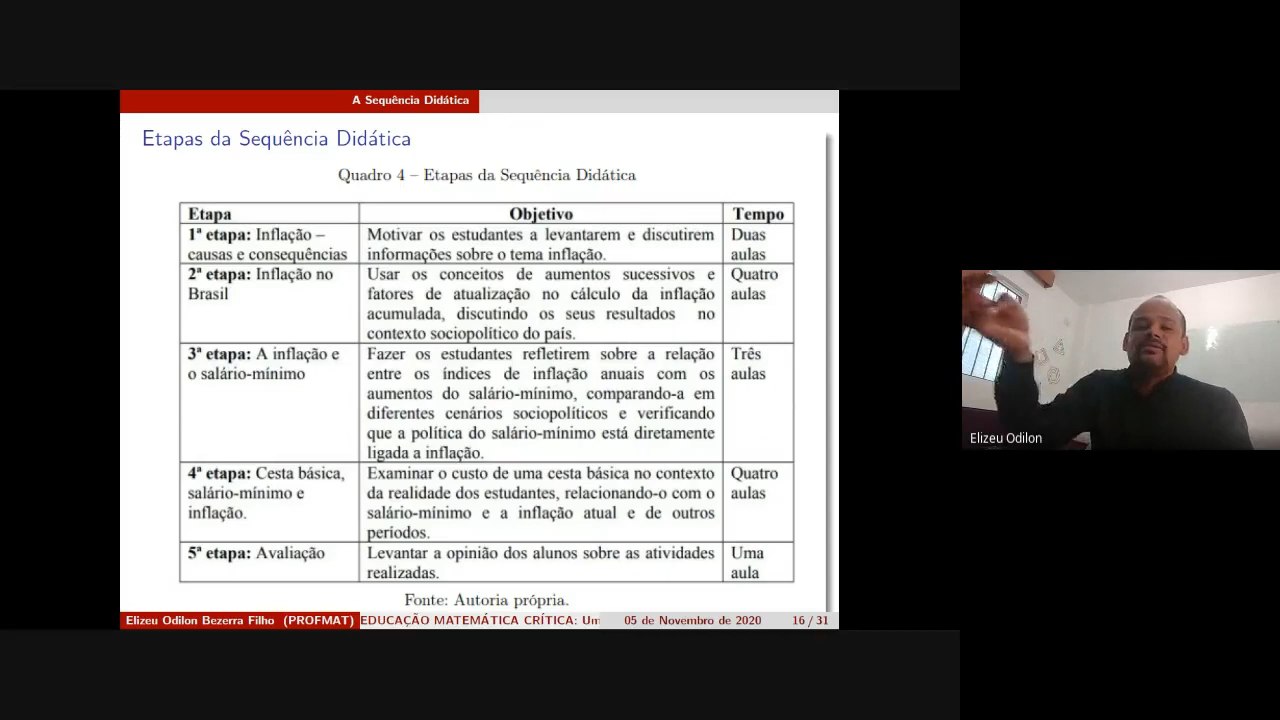 A Sequência Didática
Etapas da Sequência Didática
Quadro 4 – Etapas da Sequência Didática
Etapa Objetivo Tempo
1ª etapa: Inflação –
causas e consequências
Motivar os estudantes a levantarem e discutirem
informações sobre o tema inflação.
Duas
aulas
2ª etapa: Inflação no
Brasil
Usar os conceitos de aumentos sucessivos e
fatores de atualização no cálculo da inflação
acumulada, discutindo os seus resultados no
contexto sociopolítico do país.
Quatro
aulas
3ª etapa: A inflação e
o salário-mínimo
Fazer os estudantes refletirem sobre a relação
entre os índices de inflação anuais com os
aumentos do salário-mínimo, comparando-a em
diferentes cenários sociopolíticos e verificando
que a política do salário-mínimo está diretamente
ligada a inflação.
Três
aulas
4ª etapa: Cesta básica,
salário-mínimo e
inflação.
Examinar o custo de uma cesta básica no contexto
da realidade dos estudantes, relacionando-o com o
salário-mínimo e a inflação atual e de outros
períodos.
Quatro
aulas
5ª etapa: Avaliação
Levantar a opinião dos alunos sobre as atividades
realizadas.
Uma
aula
Fonte: Autoria própria.
Elizeu Odilon Bezerra Filho (PROFMAT) EDUCAÇÃO MATEMÁTICA CRÍTICA: Um 05 de Novembro de 2020 16 / 31
Elizeu Odilon